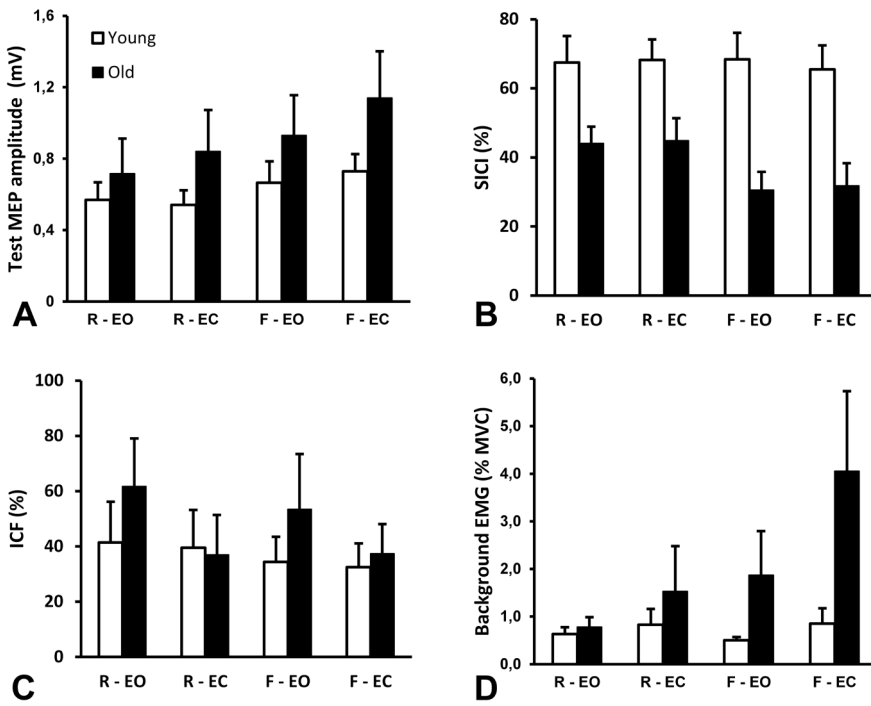 Test MEP amplitude (mV)
1,6
1,2
0,8
0,4
0
Young
Old
R - EO R - EC F - EO F - EC
A
SICI (%)
80
60
40
20
0
R - EO R - EC F - EO F - EC
B
ICF (%)
100
80
60
40
20
0
R - EO R - EC F - EO F - EC
C
Background EMG (% MVC)
6,0
5,0
4,0
3,0
2,0
1,0
0,0
R - EO R - EC F - EO F - EC
D